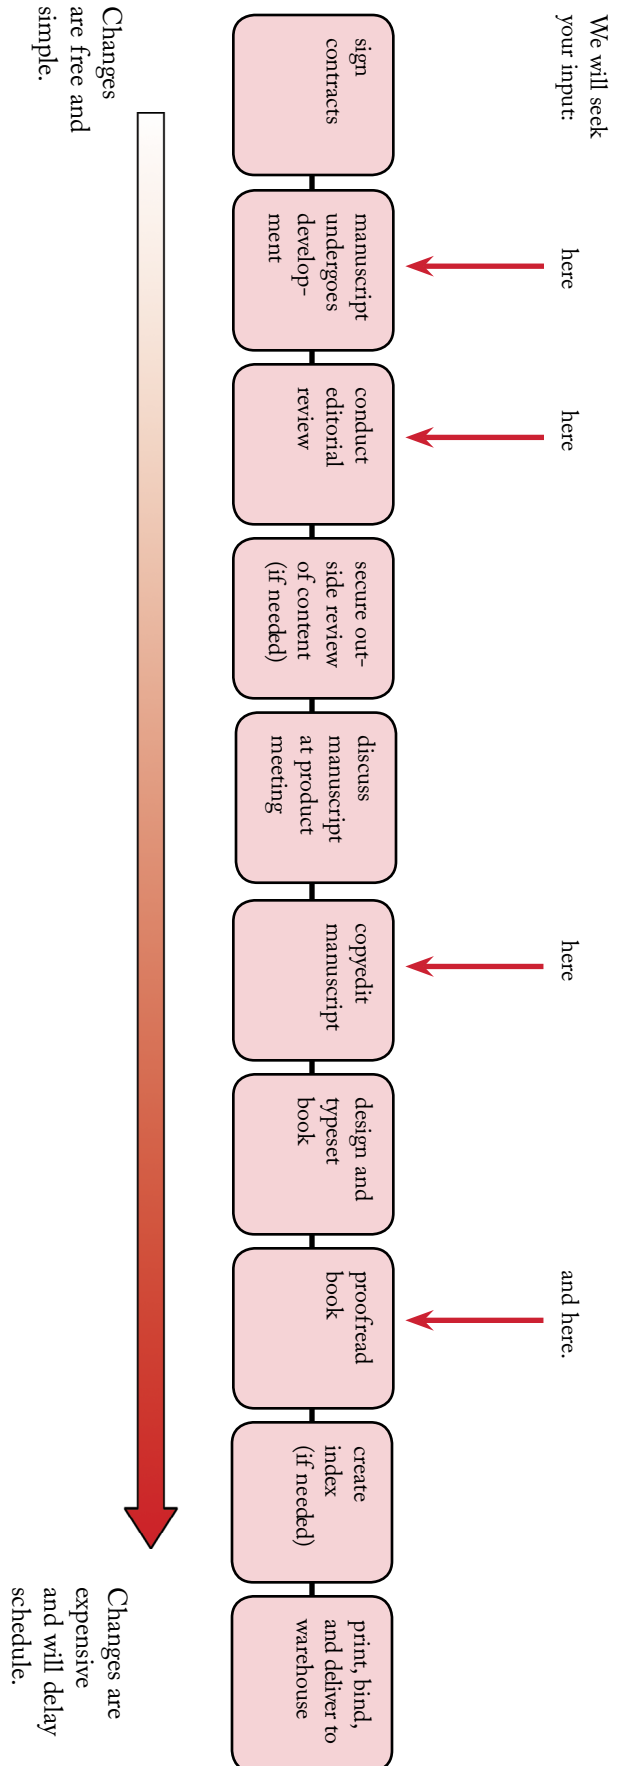 We will seek
your input:
here
here
here
and here.
sign
contracts
manuscript
undergoes
develop-
ment
conduct
editorial
review
secure out-
side review
of content
(if needed)
discuss
manuscript
at product
meeting
copyedit
manuscript
design and
typeset
book
proofread
book
create
index
(if needed)
print, bind,
and deliver to
warehouse
Changes
are free and
simple.
Changes are
expensive
and will delay
schedule.